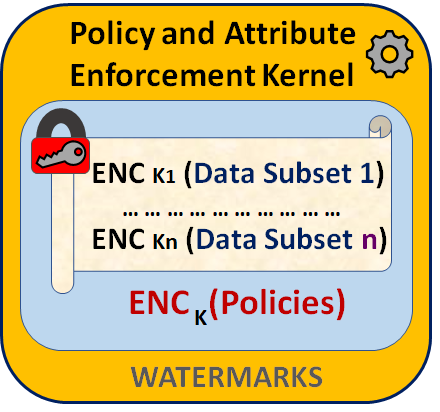 Policy and Attribute
Enforcement Kernel
ENC K1 (Data Subset 1)
... ... ... ... ... ... ... ... ... ...
ENC Kn (Data Subset n)
ENC K (Policies)
WATERMARKS